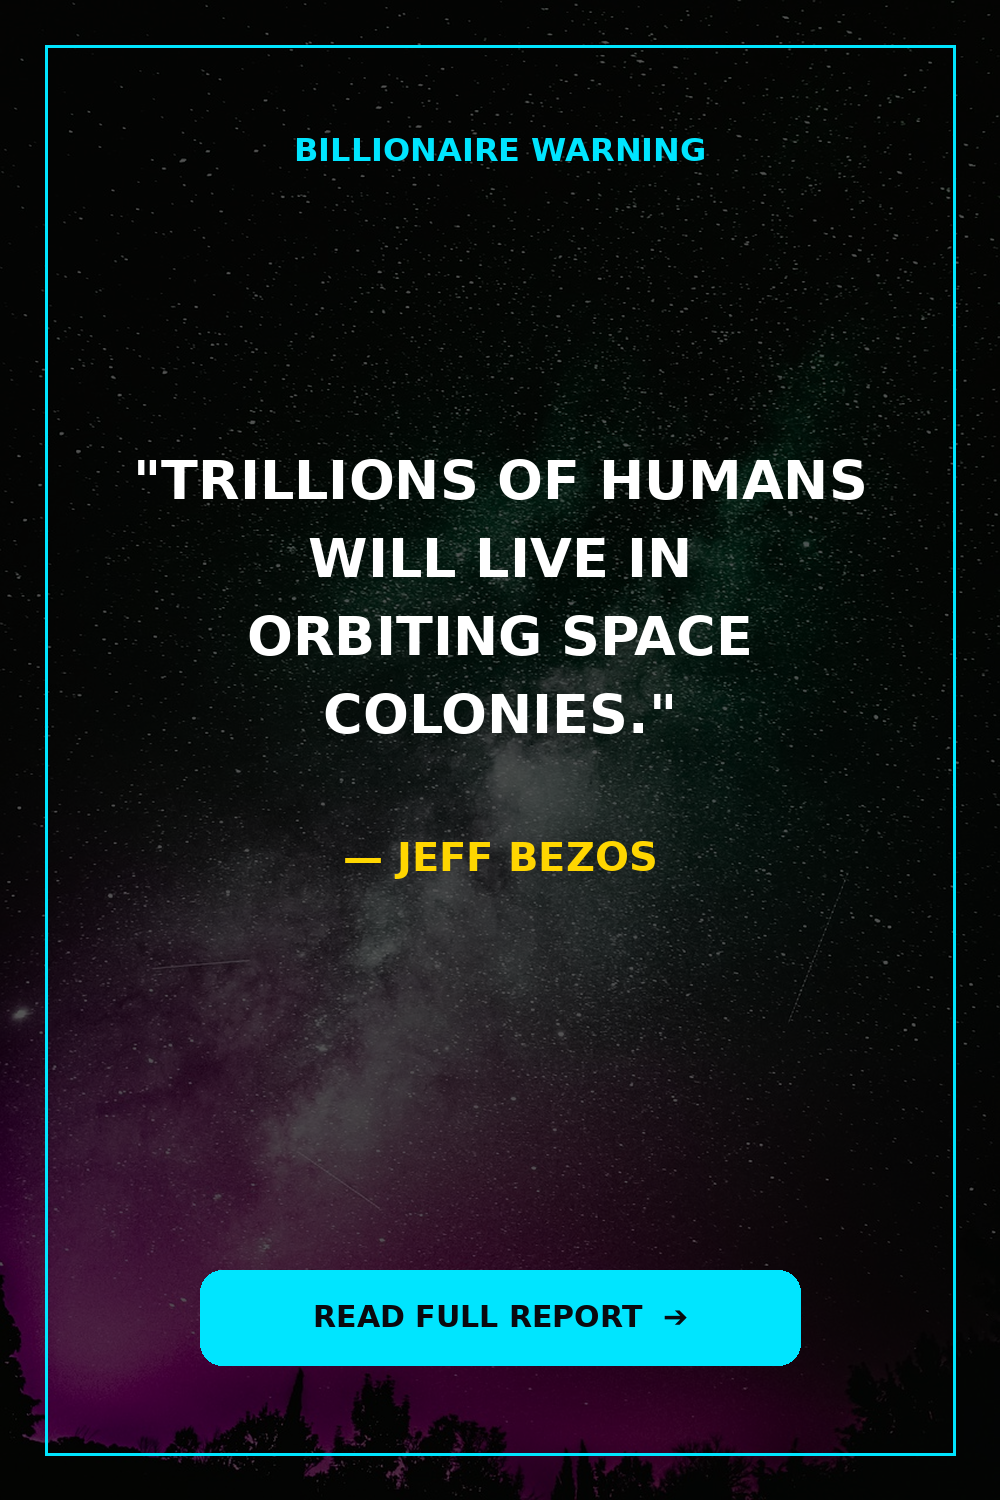 BILLIONAIRE WARNING
"TRILLIONS OF HUMANS
WILL LIVE IN
ORBITING SPACE
COLONIES."
— JEFF BEZOS
READ FULL REPORT ➔